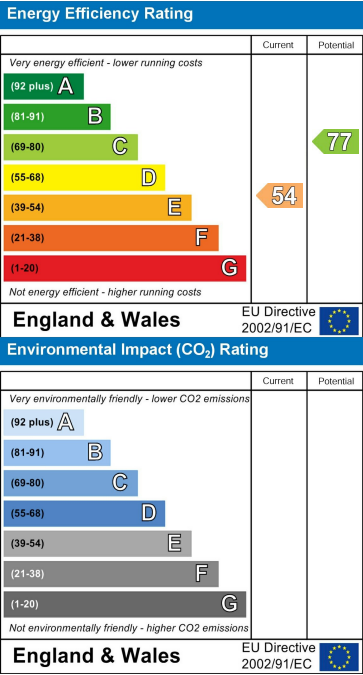 Energy Efficiency Rating
Current Potential
Very energy efficient - lower running costs
(92 plus) A
(81-91) B
(69-80) C
77
(55-68) D
(39-54) E
54
(21-38) F
(1-20) G
Not energy efficient - higher running costs
England & Wales
EU Directive
2002/91/EC
Environmental Impact (CO₂) Rating
Current Potential
Very environmentally friendly - lower CO2 emissions
(92 plus) A
(81-91) B
(69-80) C
(55-68) D
(39-54) E
(21-38) F
(1-20) G
Not environmentally friendly - higher CO2 emissions
England & Wales
EU Directive
2002/91/EC